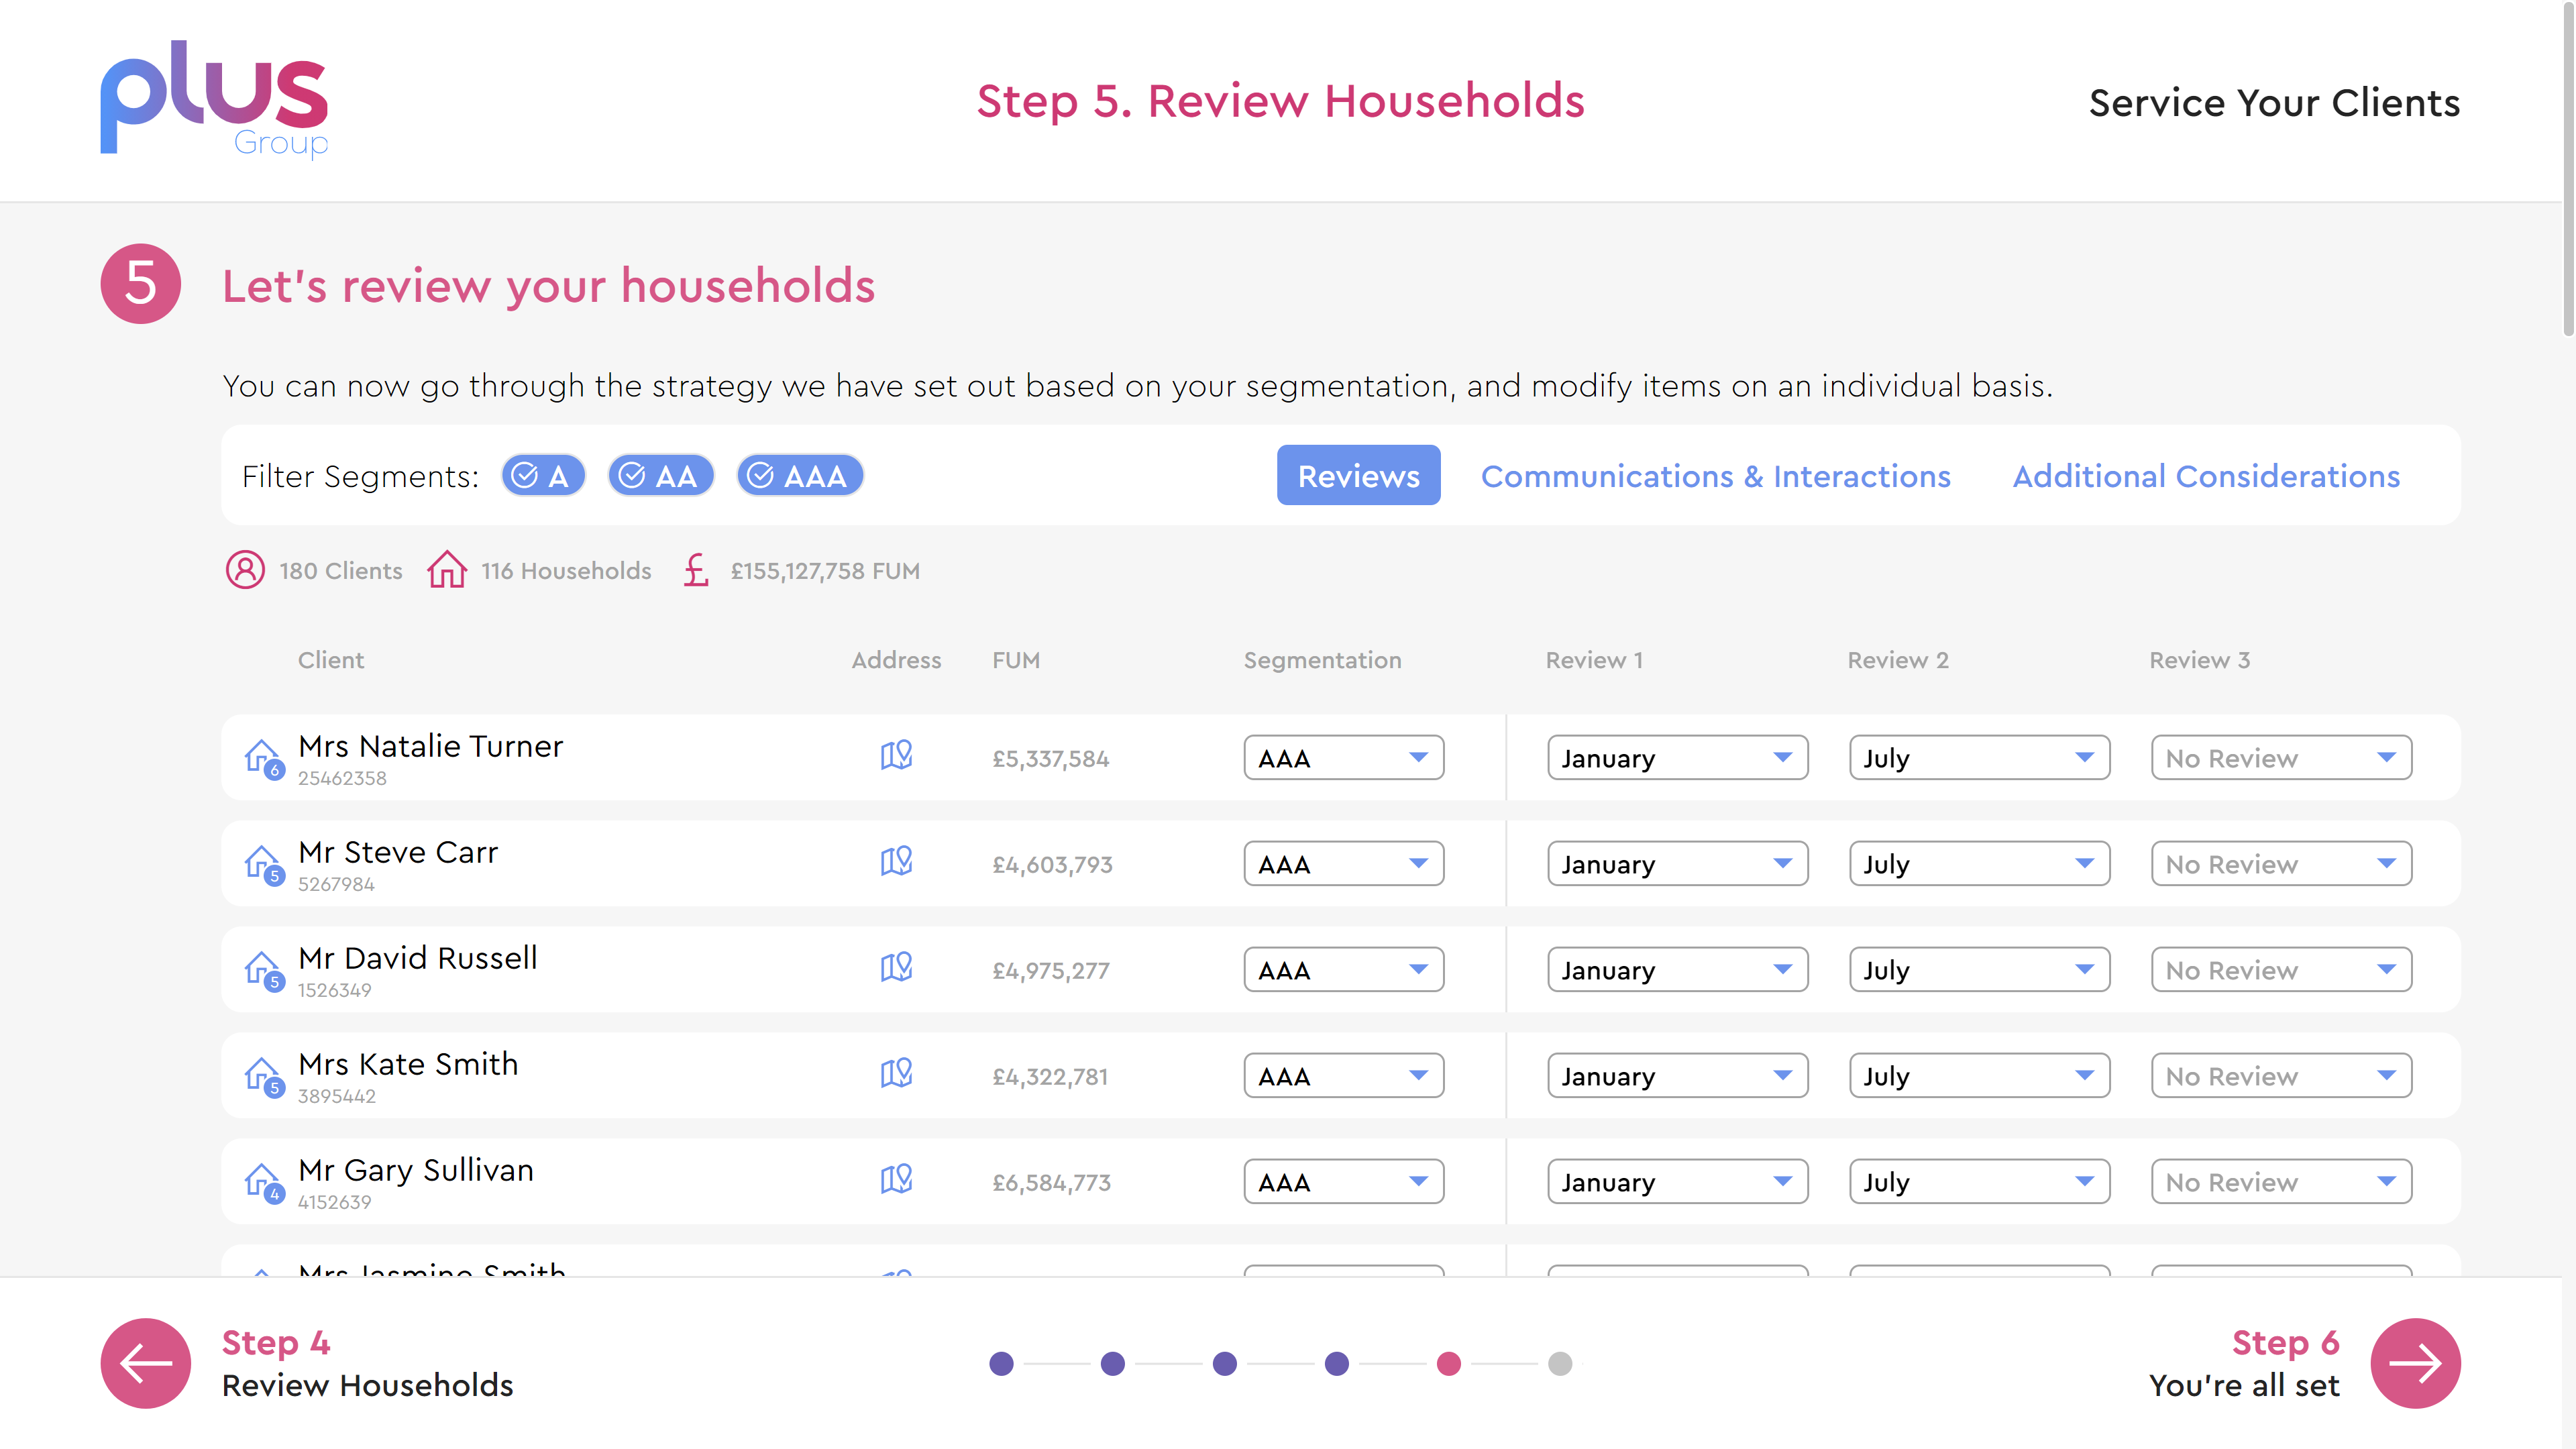 plus
Group
Step 5. Review Households
Service Your Clients
5
Let's review your households
You can now go through the strategy we have set out based on your segmentation, and modify items on an individual basis.
Filter Segments: A AA AAA Reviews Communications & Interactions Additional Considerations
180 Clients 116 Households £ £155,127,758 FUM
Client Address FUM Segmentation Review 1 Review 2 Review 3
6 Mrs Natalie Turner £5,337,584 AAA January July No Review
25462358
5 Mr Steve Carr £4,603,793 AAA January July No Review
5267984
5 Mr David Russell £4,975,277 AAA January July No Review
1526349
5 Mrs Kate Smith £4,322,781 AAA January July No Review
3895442
4 Mr Gary Sullivan £6,584,773 AAA January July No Review
4152639
Mrs Jasmine Smith
Step 4
Review Households
Step 6
You're all set